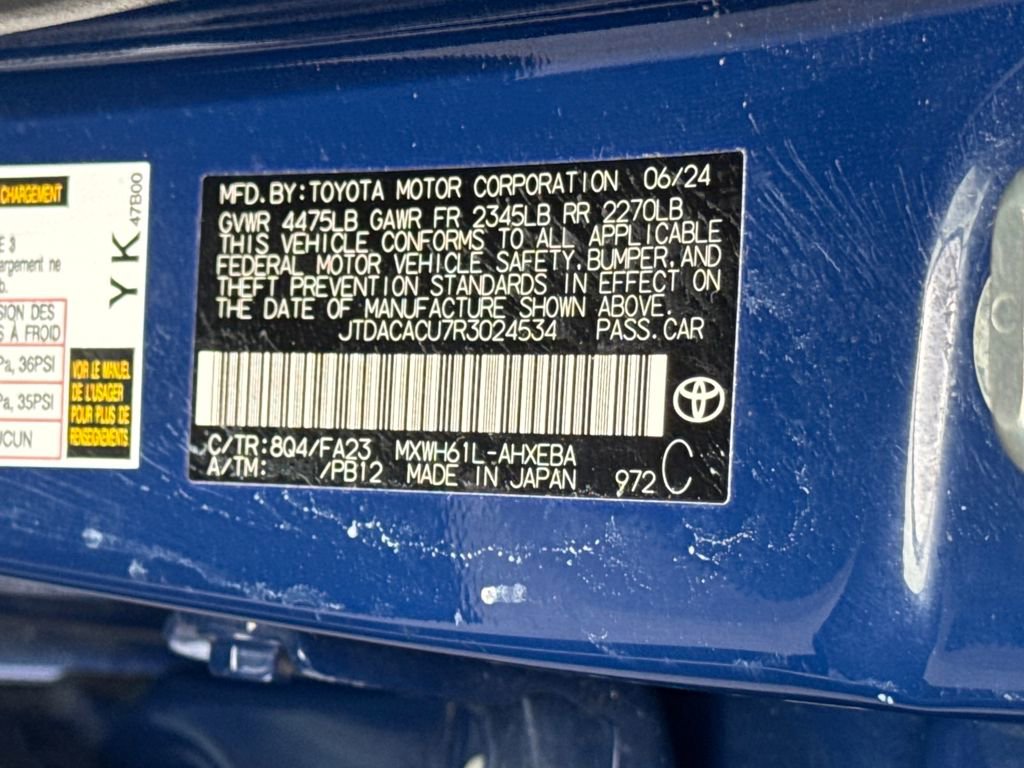 CHARGEMENT
47B00
YK
E 3
argement ne
b.
SION DES
S À FROID
Pa, 36PSI
Pa, 35PSI
UCUN
VOIR LE MANUEL
DE L'USAGER
POUR PLUS DE
RENSEIGNEMENTS
MFD.BY:TOYOTA MOTOR CORPORATION 06/24
GVWR 4475LB GAWR FR 2345LB RR 2270LB
THIS VEHICLE CONFORMS TO ALL APPLICABLE
FEDERAL MOTOR VEHICLE SAFETY,BUMPER,AND
THEFT PREVENTION STANDARDS IN EFFECT ON
THE DATE OF MANUFACTURE SHOWN ABOVE.
JTDACACU7R3024534 PASS.CAR
C/TR:8Q4/FA23 MXWH61L-AHXEBA
A/TM: /PB12 MADE IN JAPAN 972 C